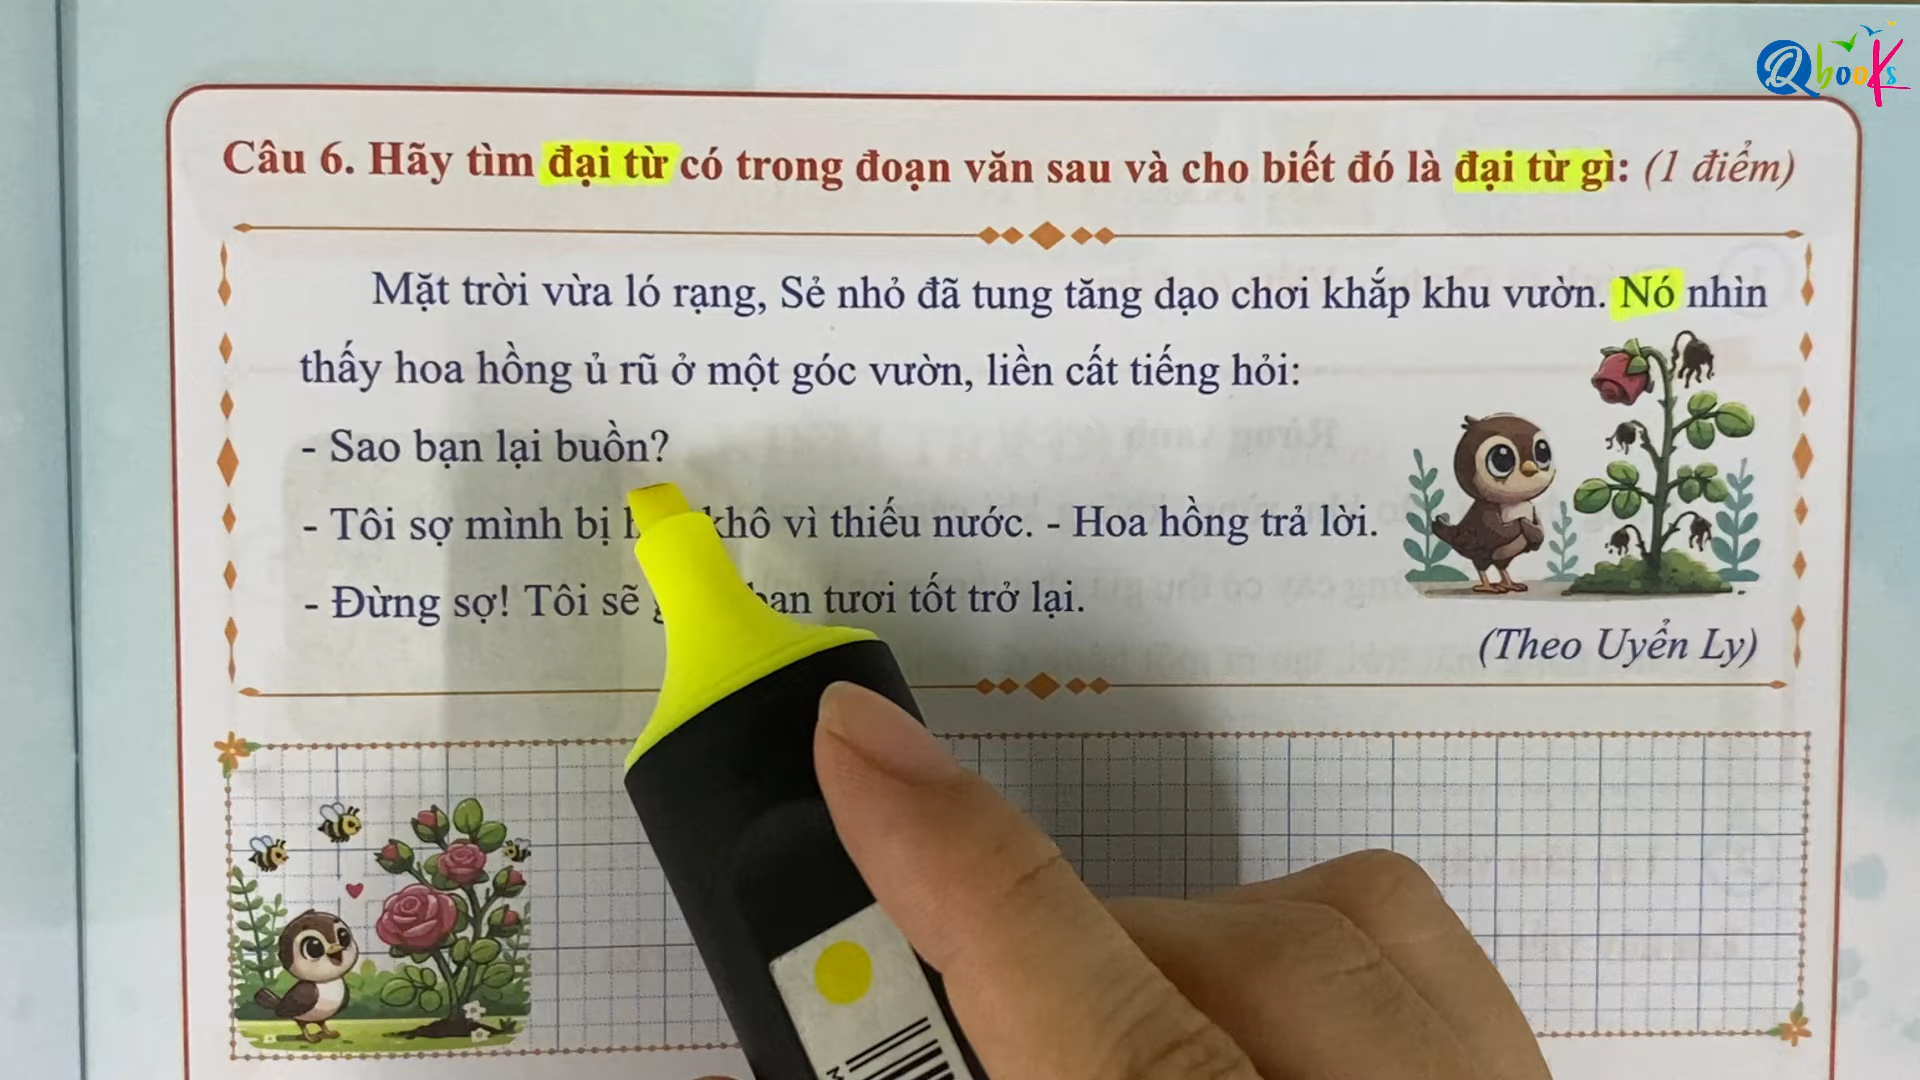 Qbooks
Câu 6. Hãy tìm đại từ có trong đoạn văn sau và cho biết đó là đại từ gì: (1 điểm)
Mặt trời vừa ló rạng, Sẻ nhỏ đã tung tăng dạo chơi khắp khu vườn. Nó nhìn
thấy hoa hồng ủ rũ ở một góc vườn, liền cất tiếng hỏi:
- Sao bạn lại buồn?
- Tôi sợ mình bị khô vì thiếu nước. - Hoa hồng trả lời.
- Đừng sợ! Tôi sẽ bạn tươi tốt trở lại.
(Theo Uyển Ly)